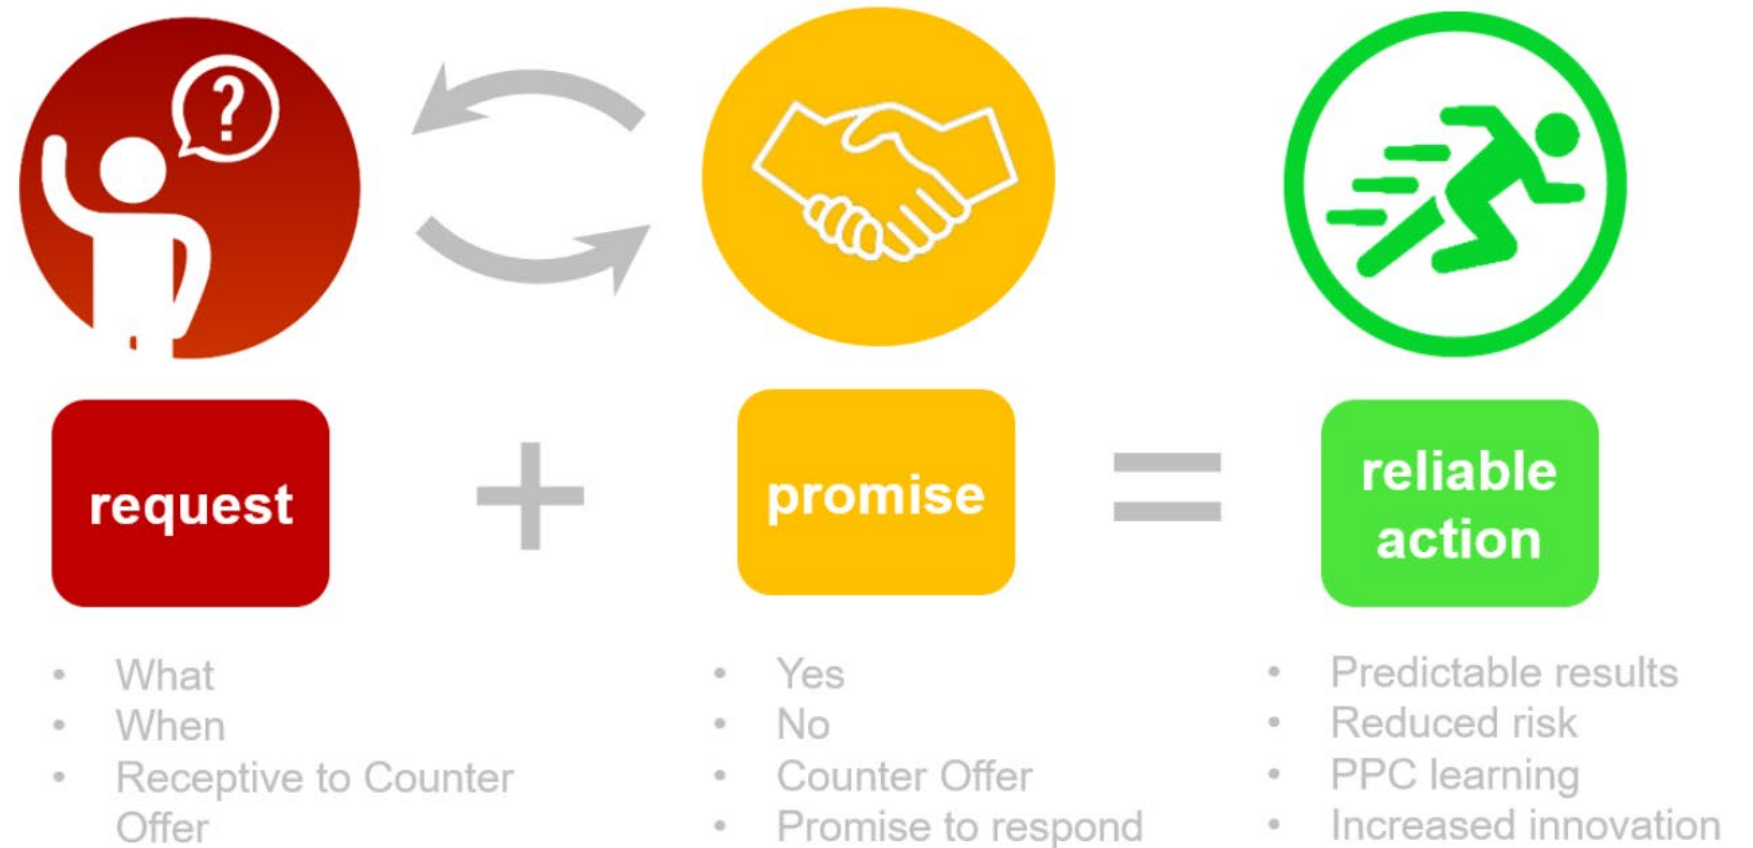 ?
request
+
promise
=
reliable
action
• What
• When
• Receptive to Counter
Offer
• Yes
• No
• Counter Offer
• Promise to respond
• Predictable results
• Reduced risk
• PPC learning
• Increased innovation